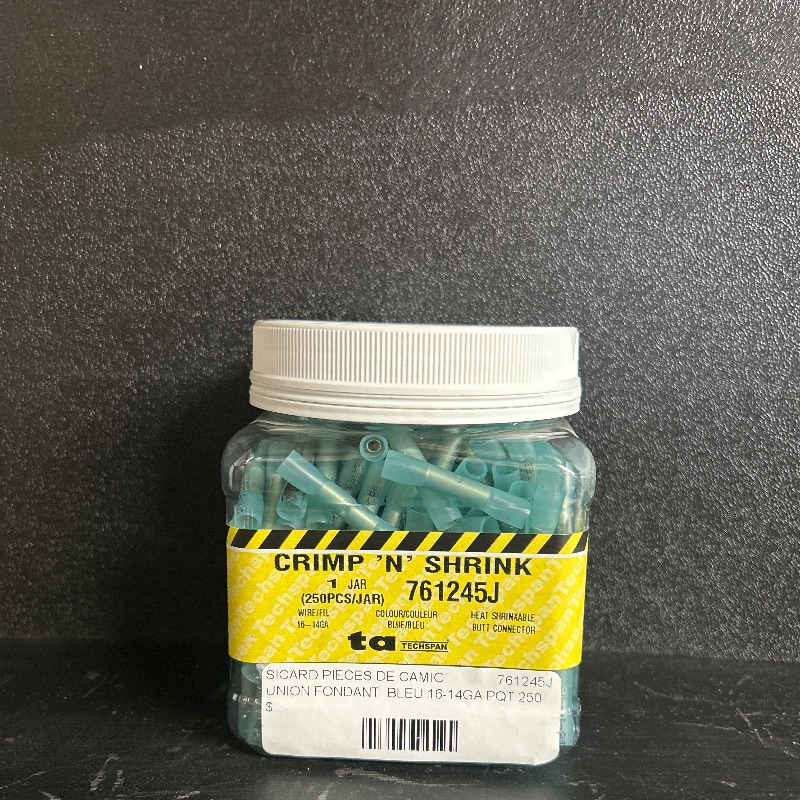 CRIMP 'N' SHRINK
1 JAR
(250PCS/JAR)
761245J
WIRE/FIL
16-14GA
COLOUR/COULEUR
BLUE/BLEU
HEAT SHRINKABLE
BUTT CONNECTOR
ta TECHSPAN
SICARD PIECES DE CAMIC 761245J
UNION FONDANT BLEU 16-14GA PQT 250
$